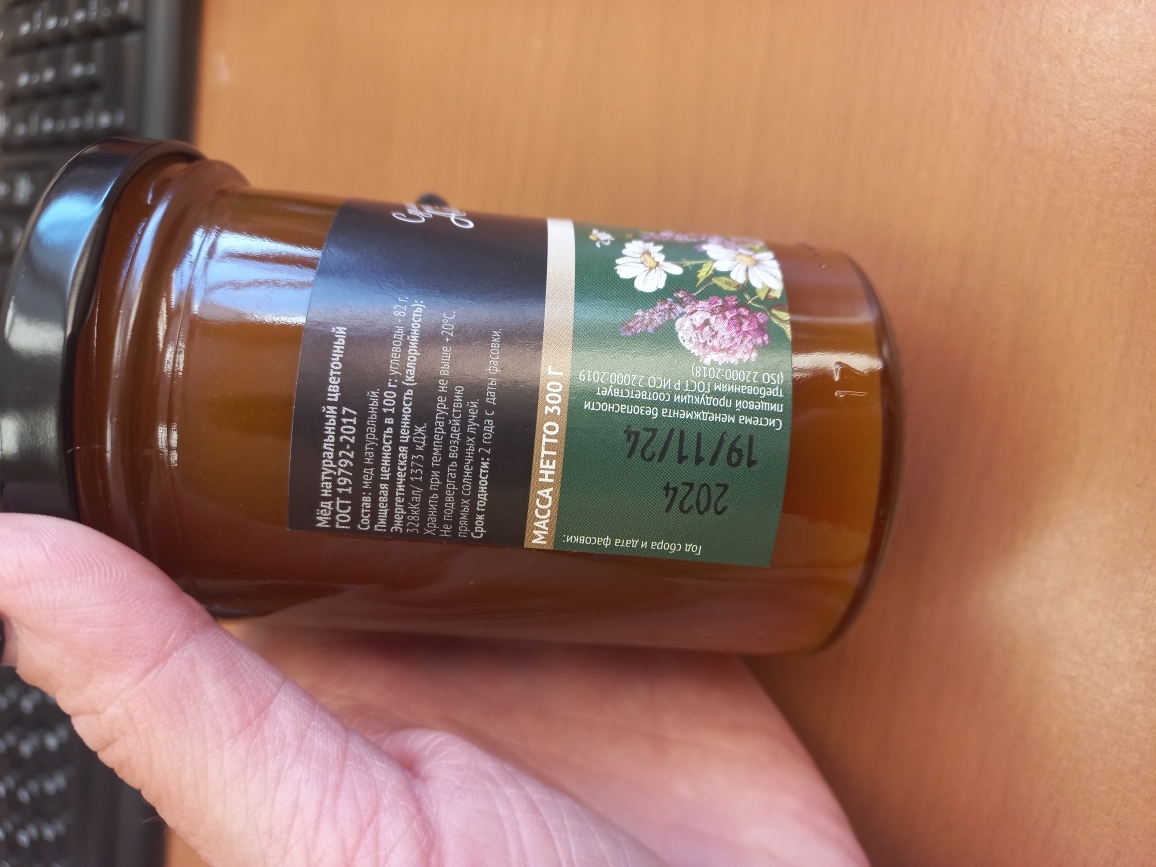 Мёд натуральный цветочный
ГОСТ 19792-2017
Состав: мед натуральный.
Пищевая ценность в 100 г: углеводы - 82 г.
Энергетическая ценность (калорийность):
328кКал/ 1373 кДЖ.
Хранить при температуре не выше +20°С.
Не подвергать воздействию
прямых солнечных лучей.
Срок годности: 2 года с даты фасовки.
МАССА НЕТТО 300 г
Год сбора и дата фасовки:
2024
19/11/24
Система менеджмента безопасности
пищевой продукции соответствует
требованиям ГОСТ Р ИСО 22000:2019
(ISO 22000:2018)